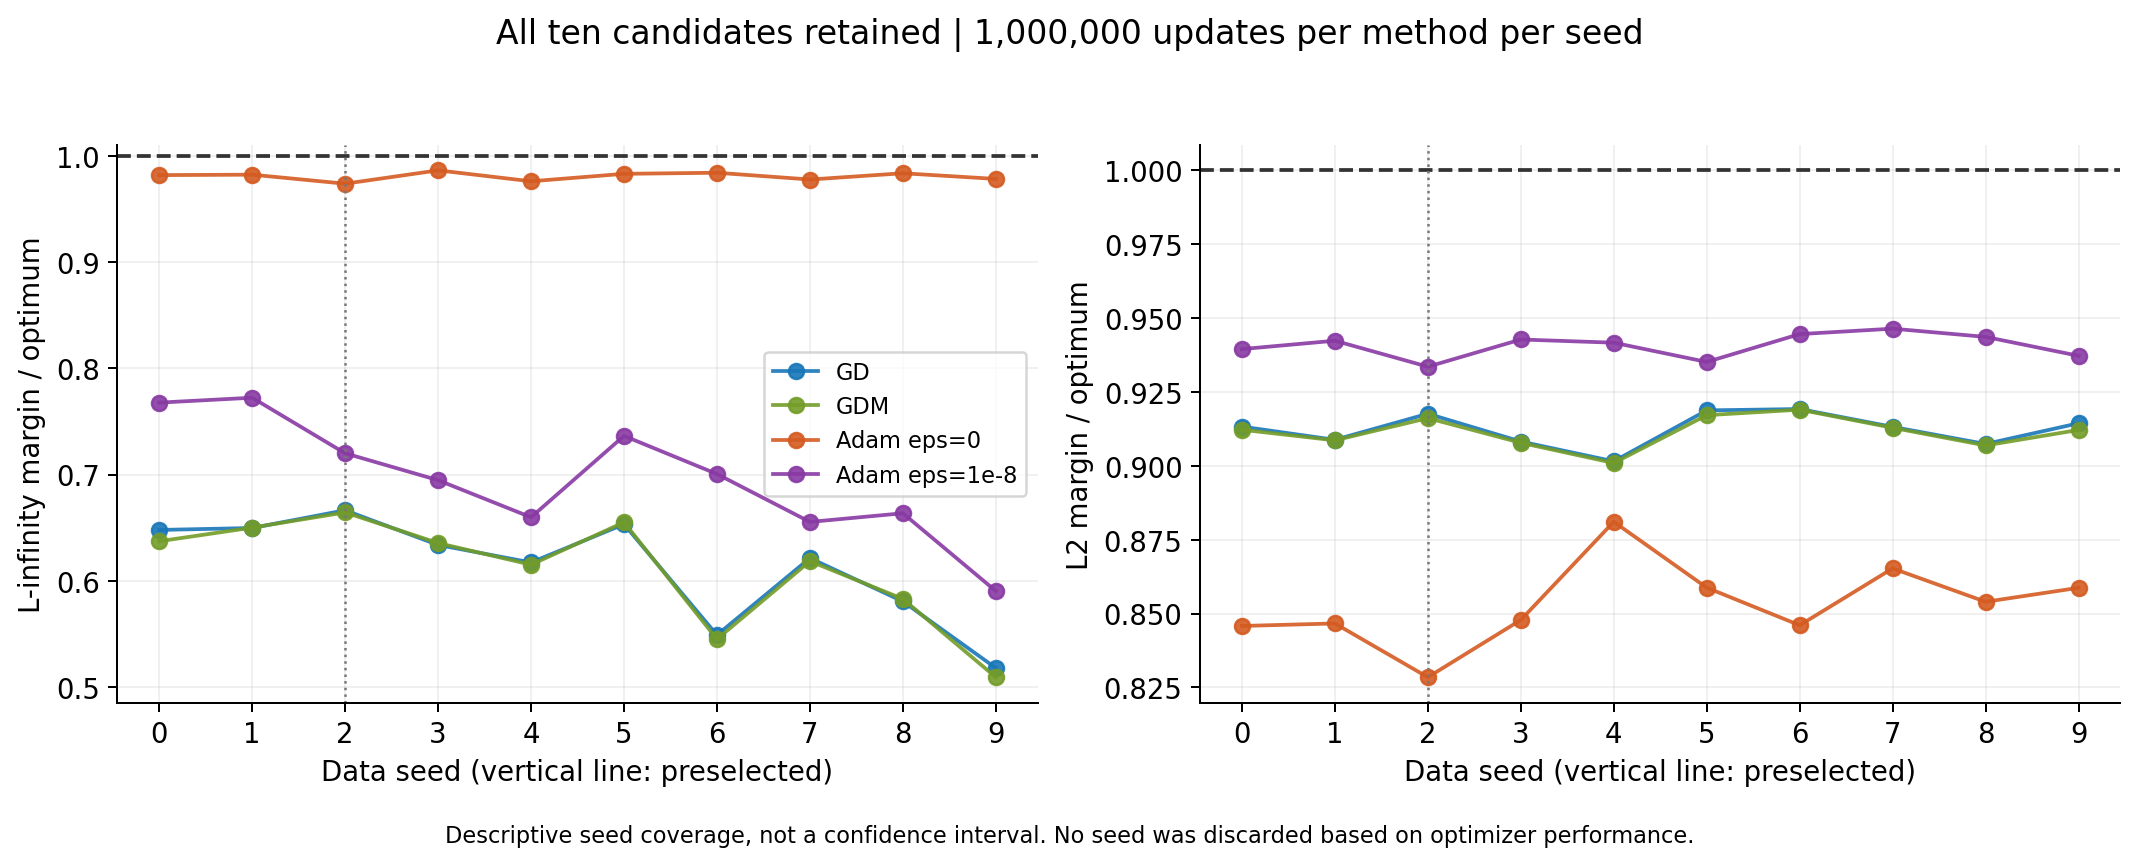 All ten candidates retained | 1,000,000 updates per method per seed
L-infinity margin / optimum
1.0
0.9
0.8
0.7
0.6
0.5
GD
GDM
Adam eps=0
Adam eps=1e-8
0 1 2 3 4 5 6 7 8 9
Data seed (vertical line: preselected)
L2 margin / optimum
1.000
0.975
0.950
0.925
0.900
0.875
0.850
0.825
0 1 2 3 4 5 6 7 8 9
Data seed (vertical line: preselected)
Descriptive seed coverage, not a confidence interval. No seed was discarded based on optimizer performance.